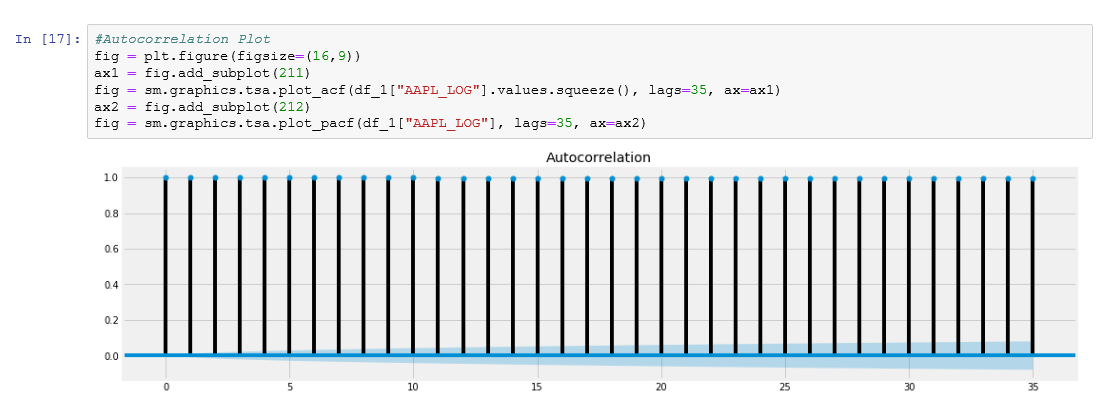 In [17]: #Autocorrelation Plot
fig = plt.figure(figsize=(16,9))
ax1 = fig.add_subplot(211)
fig = sm.graphics.tsa.plot_acf(df_1["AAPL_LOG"].values.squeeze(), lags=35, ax=ax1)
ax2 = fig.add_subplot(212)
fig = sm.graphics.tsa.plot_pacf(df_1["AAPL_LOG"], lags=35, ax=ax2)
Autocorrelation
1.0
0.8
0.6
0.4
0.2
0.0
0 5 10 15 20 25 30 35